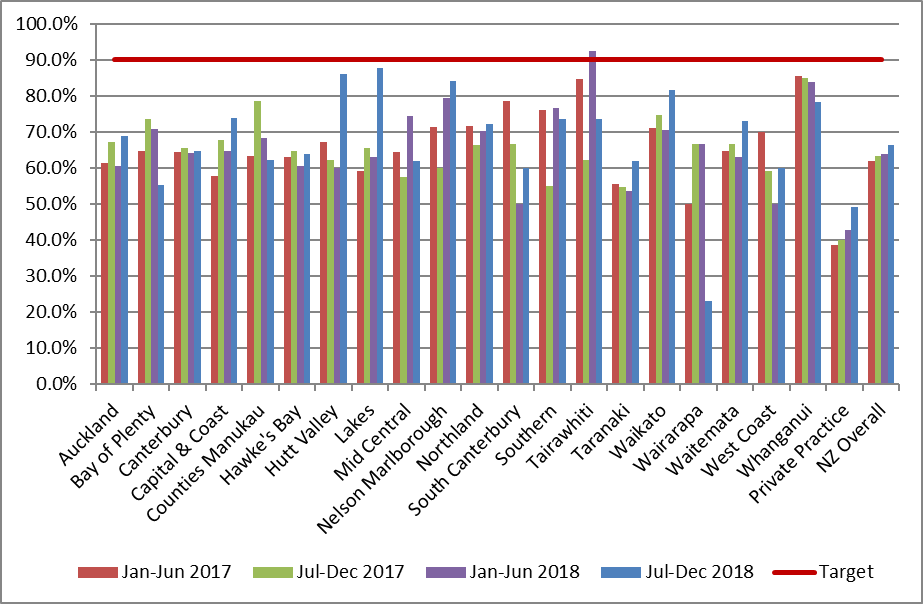 100.0%
90.0%
80.0%
70.0%
60.0%
50.0%
40.0%
30.0%
20.0%
10.0%
0.0%
Auckland
Bay of Plenty
Canterbury
Capital & Coast
Counties Manukau
Hawke's Bay
Hutt Valley
Lakes
Mid Central
Nelson Marlborough
Northland
South Canterbury
Southern
Tairawhiti
Taranaki
Waikato
Wairarapa
Waitemata
West Coast
Whanganui
Private Practice
NZ Overall
Jan-Jun 2017 Jul-Dec 2017 Jan-Jun 2018 Jul-Dec 2018 Target